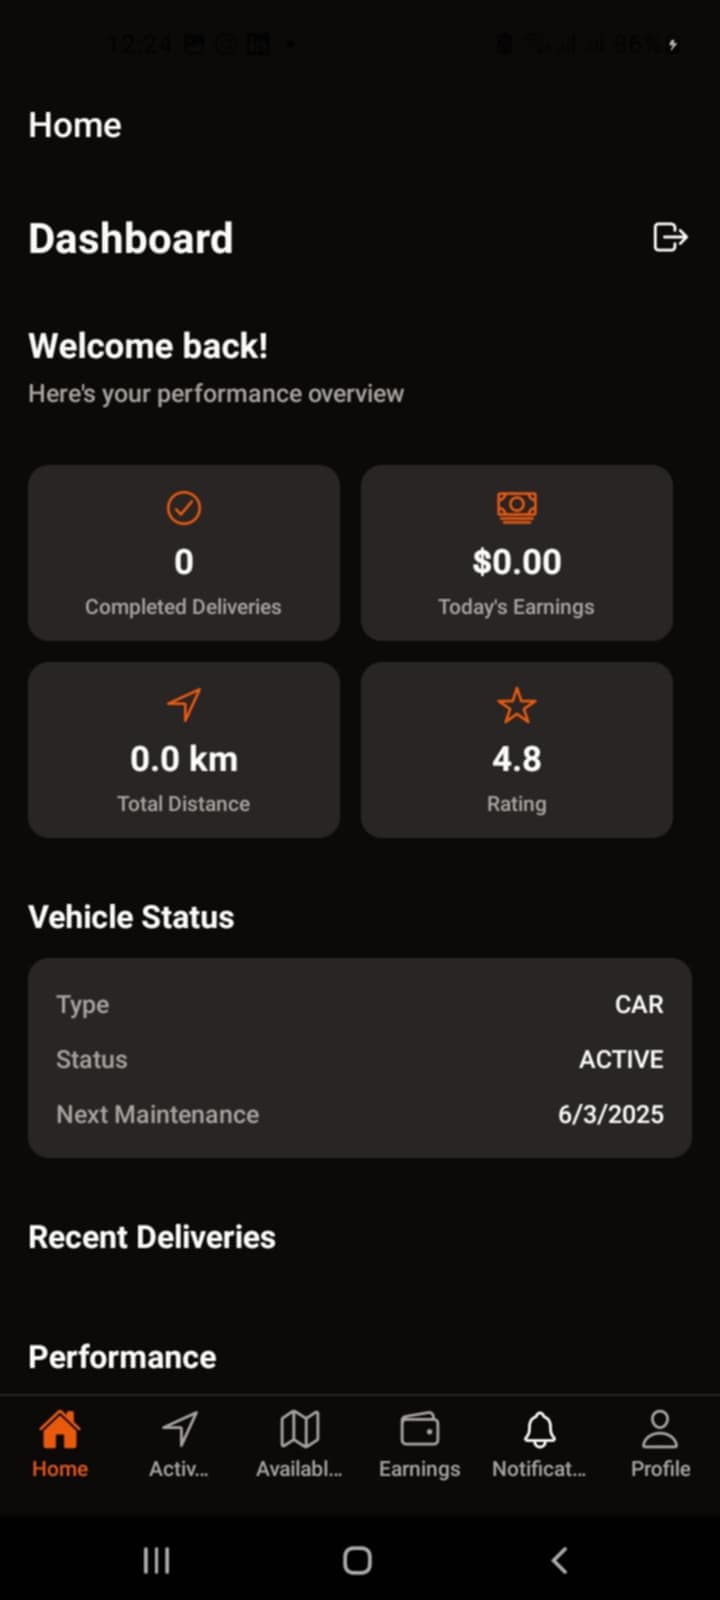 12:24 86%
Home
Dashboard
Welcome back!
Here's your performance overview
0
Completed Deliveries
$0.00
Today's Earnings
0.0 km
Total Distance
4.8
Rating
Vehicle Status
Type CAR
Status ACTIVE
Next Maintenance 6/3/2025
Recent Deliveries
Performance
Home Activ... Availabl... Earnings Notificat... Profile